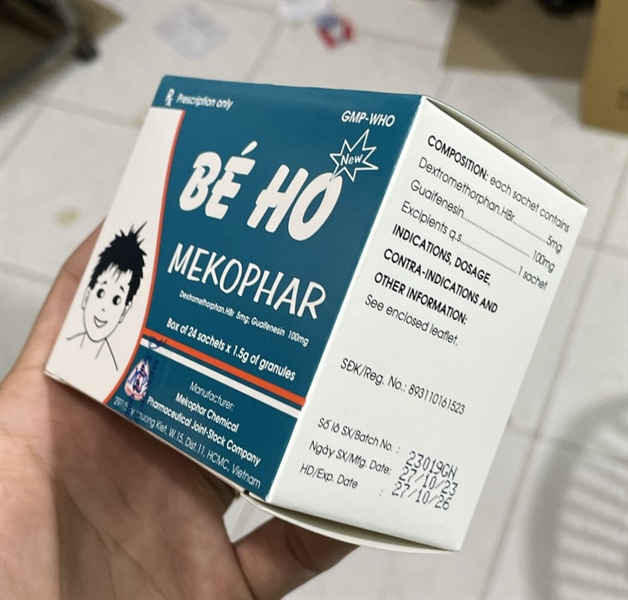 Rx Prescription only
GMP-WHO
New
BÉ HO
MEKOPHAR
Dextromethorphan.HBr 5mg; Guaifenesin 100mg
Box of 24 sachets x 1.5g of granules
Manufacturer:
Mekophar Chemical
Pharmaceutical Joint-Stock Company
Kiet, W.15, Dist.11, HCMC, Vietnam
COMPOSITION: each sachet contains
Dextromethorphan.HBr..............5mg
Guaifenesin..............100mg
Excipients q.s..............1 sachet
INDICATIONS, DOSAGE,
CONTRA-INDICATIONS AND
OTHER INFORMATION:
See enclosed leaflet.
SĐK/Reg. No.: 893110161523
Số lô SX/Batch No. : 23019GN
Ngày SX/Mfg. Date: 27/10/23
HD/Exp. Date : 27/10/26